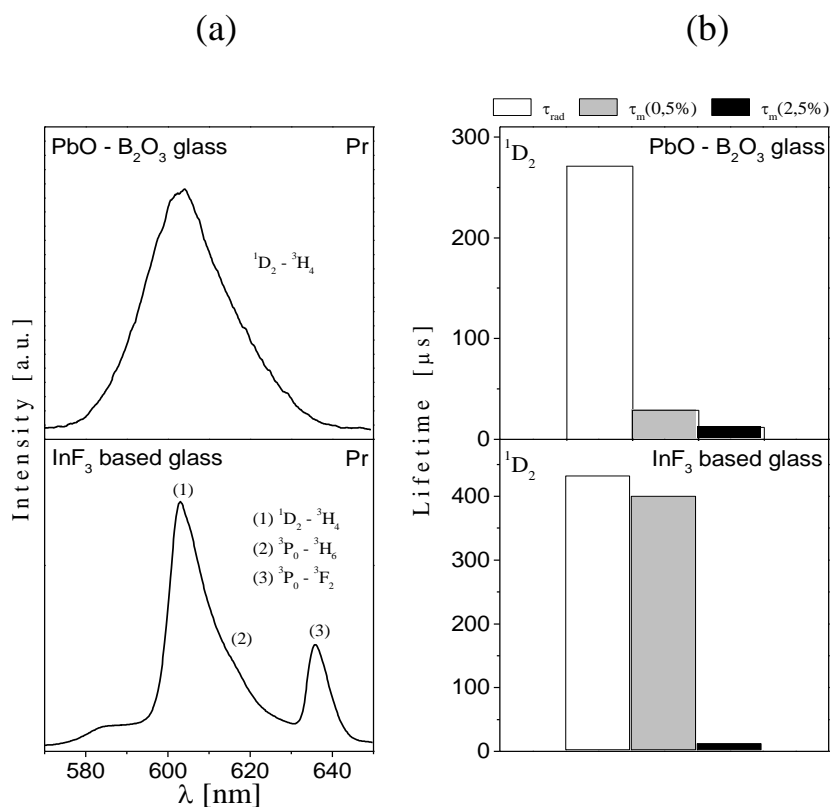 (a)
(b)
τrad τm(0,5%) τm(2,5%)
PbO - B2O3 glass Pr
1D2 - 3H4
InF3 based glass Pr
(1)
(1) 1D2 - 3H4
(2) 3P0 - 3H6
(3) 3P0 - 3F2
(2)
(3)
580 600 620 640
λ [nm]
Intensity [a.u.]
1D2 PbO - B2O3 glass
300
200
100
0
1D2 InF3 based glass
400
300
200
100
0
Lifetime [μs]